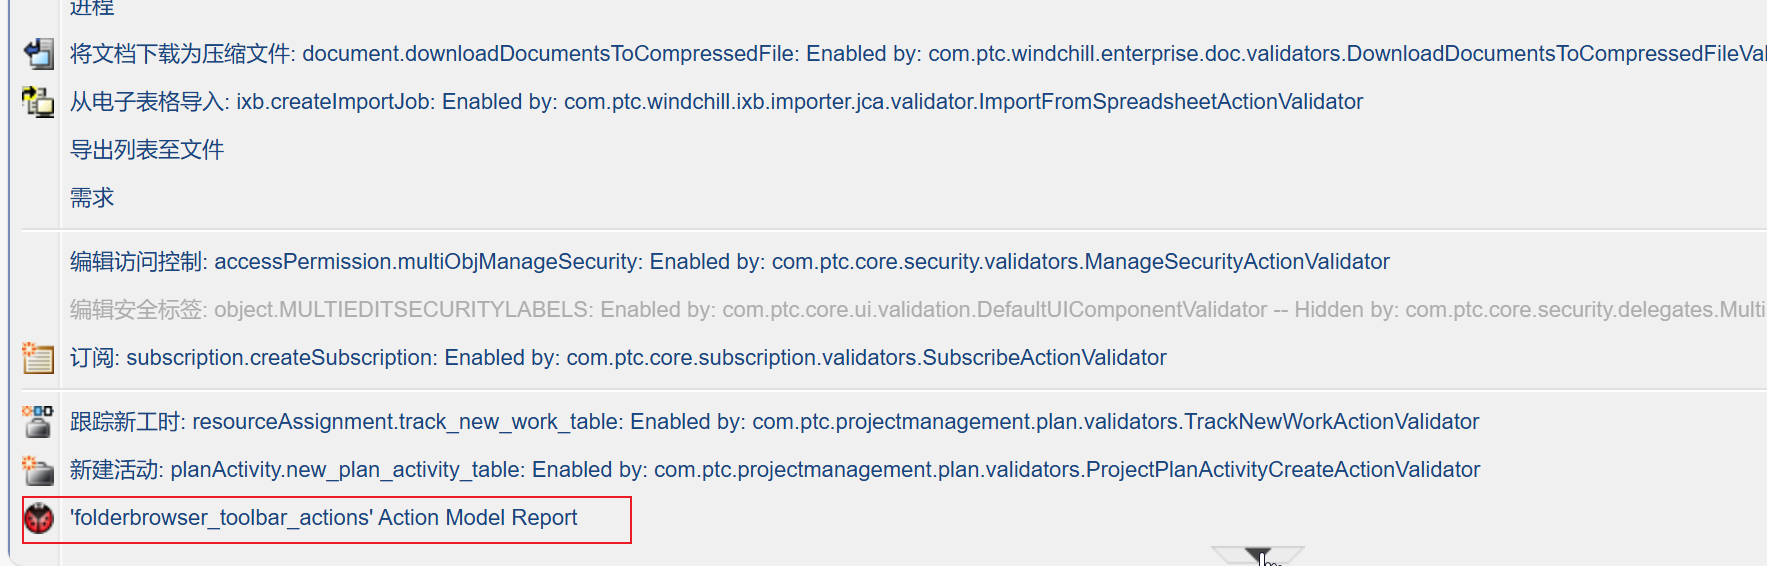 进程
将文档下载为压缩文件: document.downloadDocumentsToCompressedFile: Enabled by: com.ptc.windchill.enterprise.doc.validators.DownloadDocumentsToCompressedFileVal
从电子表格导入: ixb.createImportJob: Enabled by: com.ptc.windchill.ixb.importer.jca.validator.ImportFromSpreadsheetActionValidator
导出列表至文件
需求
编辑访问控制: accessPermission.multiObjManageSecurity: Enabled by: com.ptc.core.security.validators.ManageSecurityActionValidator
编辑安全标签: object.MULTIEDITSECURITYLABELS: Enabled by: com.ptc.core.ui.validation.DefaultUIComponentValidator -- Hidden by: com.ptc.core.security.delegates.Multi
订阅: subscription.createSubscription: Enabled by: com.ptc.core.subscription.validators.SubscribeActionValidator
跟踪新工时: resourceAssignment.track_new_work_table: Enabled by: com.ptc.projectmanagement.plan.validators.TrackNewWorkActionValidator
新建活动: planActivity.new_plan_activity_table: Enabled by: com.ptc.projectmanagement.plan.validators.ProjectPlanActivityCreateActionValidator
'folderbrowser_toolbar_actions' Action Model Report